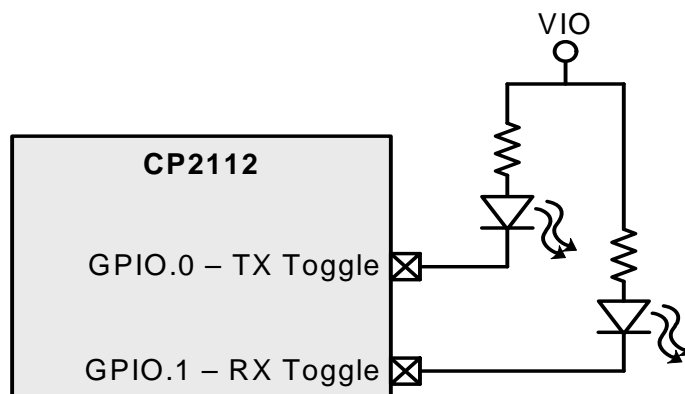 VIO
CP2112
GPIO.0 – TX Toggle
GPIO.1 – RX Toggle